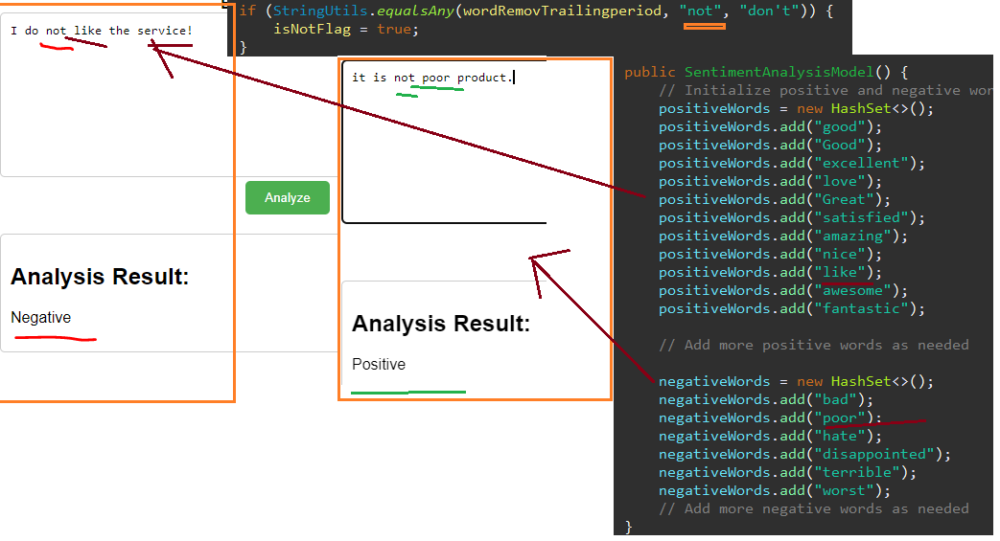 if (StringUtils.equalsAny(wordRemovTrailingperiod, "not", "don't")) {
isNotFlag = true;
}
I do not like the service!
Analyze
Analysis Result:
Negative
it is not poor product.
Analysis Result:
Positive
public SentimentAnalysisModel() {
// Initialize positive and negative wor
positiveWords = new HashSet<>();
positiveWords.add("good");
positiveWords.add("Good");
positiveWords.add("excellent");
positiveWords.add("love");
positiveWords.add("Great");
positiveWords.add("satisfied");
positiveWords.add("amazing");
positiveWords.add("nice");
positiveWords.add("like");
positiveWords.add("awesome");
positiveWords.add("fantastic");
// Add more positive words as needed
negativeWords = new HashSet<>();
negativeWords.add("bad");
negativeWords.add("poor");
negativeWords.add("hate");
negativeWords.add("disappointed");
negativeWords.add("terrible");
negativeWords.add("worst");
// Add more negative words as needed
}